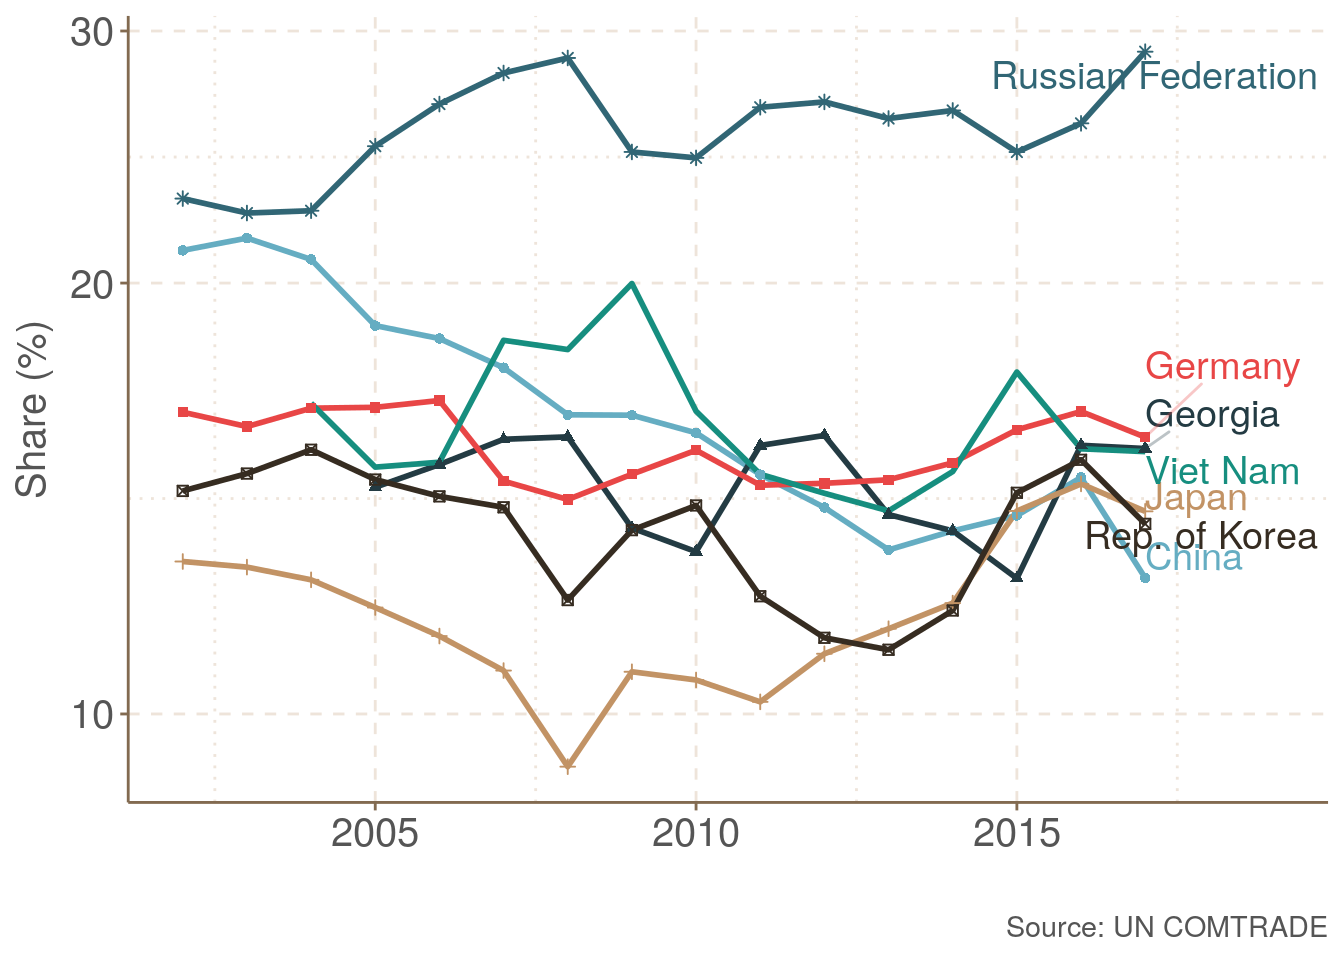 30
Russian Federation
20
Share (%)
Germany
Georgia
Viet Nam
Japan
Rep. of Korea
China
10
2005 2010 2015
Source: UN COMTRADE